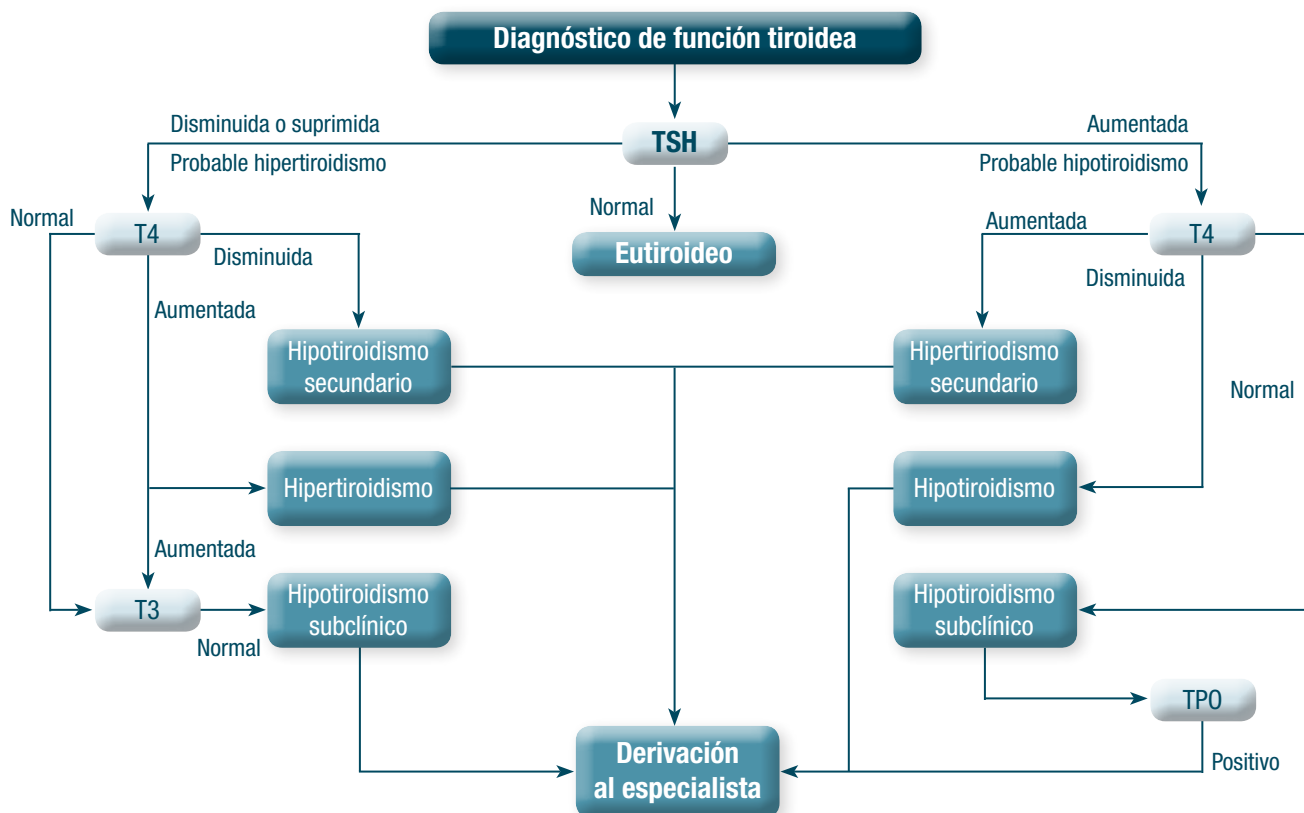 Diagnóstico de función tiroidea
Disminuida o suprimida
Probable hipertiroidismo
TSH
Aumentada
Probable hipotiroidismo
Normal
T4
Disminuida
Aumentada
Normal
Eutiroideo
Aumentada
T4
Disminuida
Hipotiroidismo
secundario
Hipertiriodismo
secundario
Normal
Hipertiroidismo
Hipotiroidismo
Aumentada
T3
Normal
Hipotiroidismo
subclínico
Hipotiroidismo
subclínico
TPO
Positivo
Derivación
al especialista